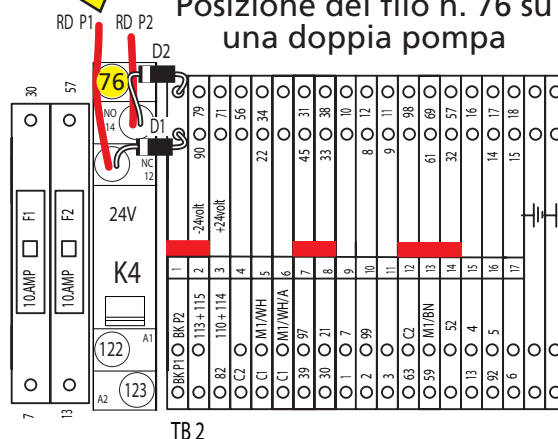 Posizione del filo n. 76 su
una doppia pompa
RD P1 RD P2
D2
76
30 57
79 71 56 34 31 38 10 12 11 98 69 57 16 17 18
NO
14
D1
90 22 45 33 8 9 61 32 14 15
NC
12
F1 F2
24V
-24volt +24volt
10.AMP 10.AMP
K4
1 2 3 4 5 6 7 8 9 10 11 12 13 14 15 16 17
BK P2 113 + 115 110 + 114 M1/WH M1/WH/A 97 21 7 99 C2 M1/BN 52 4 5
122 A1
BK P1 82 C2 C1 C1 39 30 1 2 3 63 59 13 92 6
A2 123
7 13
TB 2